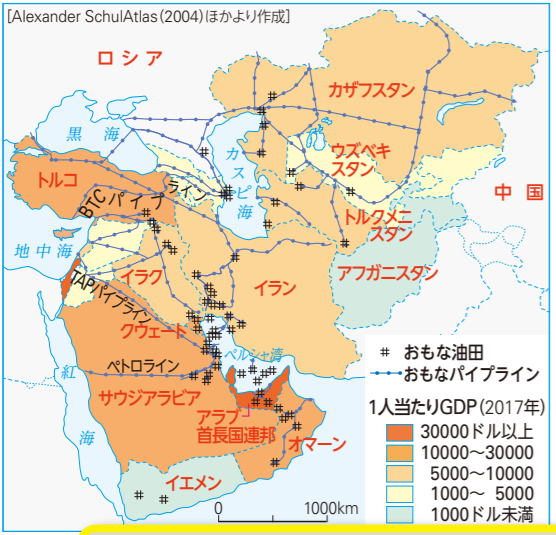 [Alexander SchulAtlas(2004)ほかより作成]
ロシア
カザフスタン
黒海
カスピ海
ウズベキ
スタン
トルコ
BTCパイプ
ライン
中国
トルクメニ
スタン
地中海
イラク
イラン
アフガニスタン
TAPパイプライン
クウェート
ペルシャ湾
ペトロライン
紅海
サウジアラビア
アラブ
首長国連邦
オマーン
イエメン
0 1000km
おもな油田
おもなパイプライン
1人当たりGDP(2017年)
30000ドル以上
10000〜30000
5000〜10000
1000〜 5000
1000ドル未満